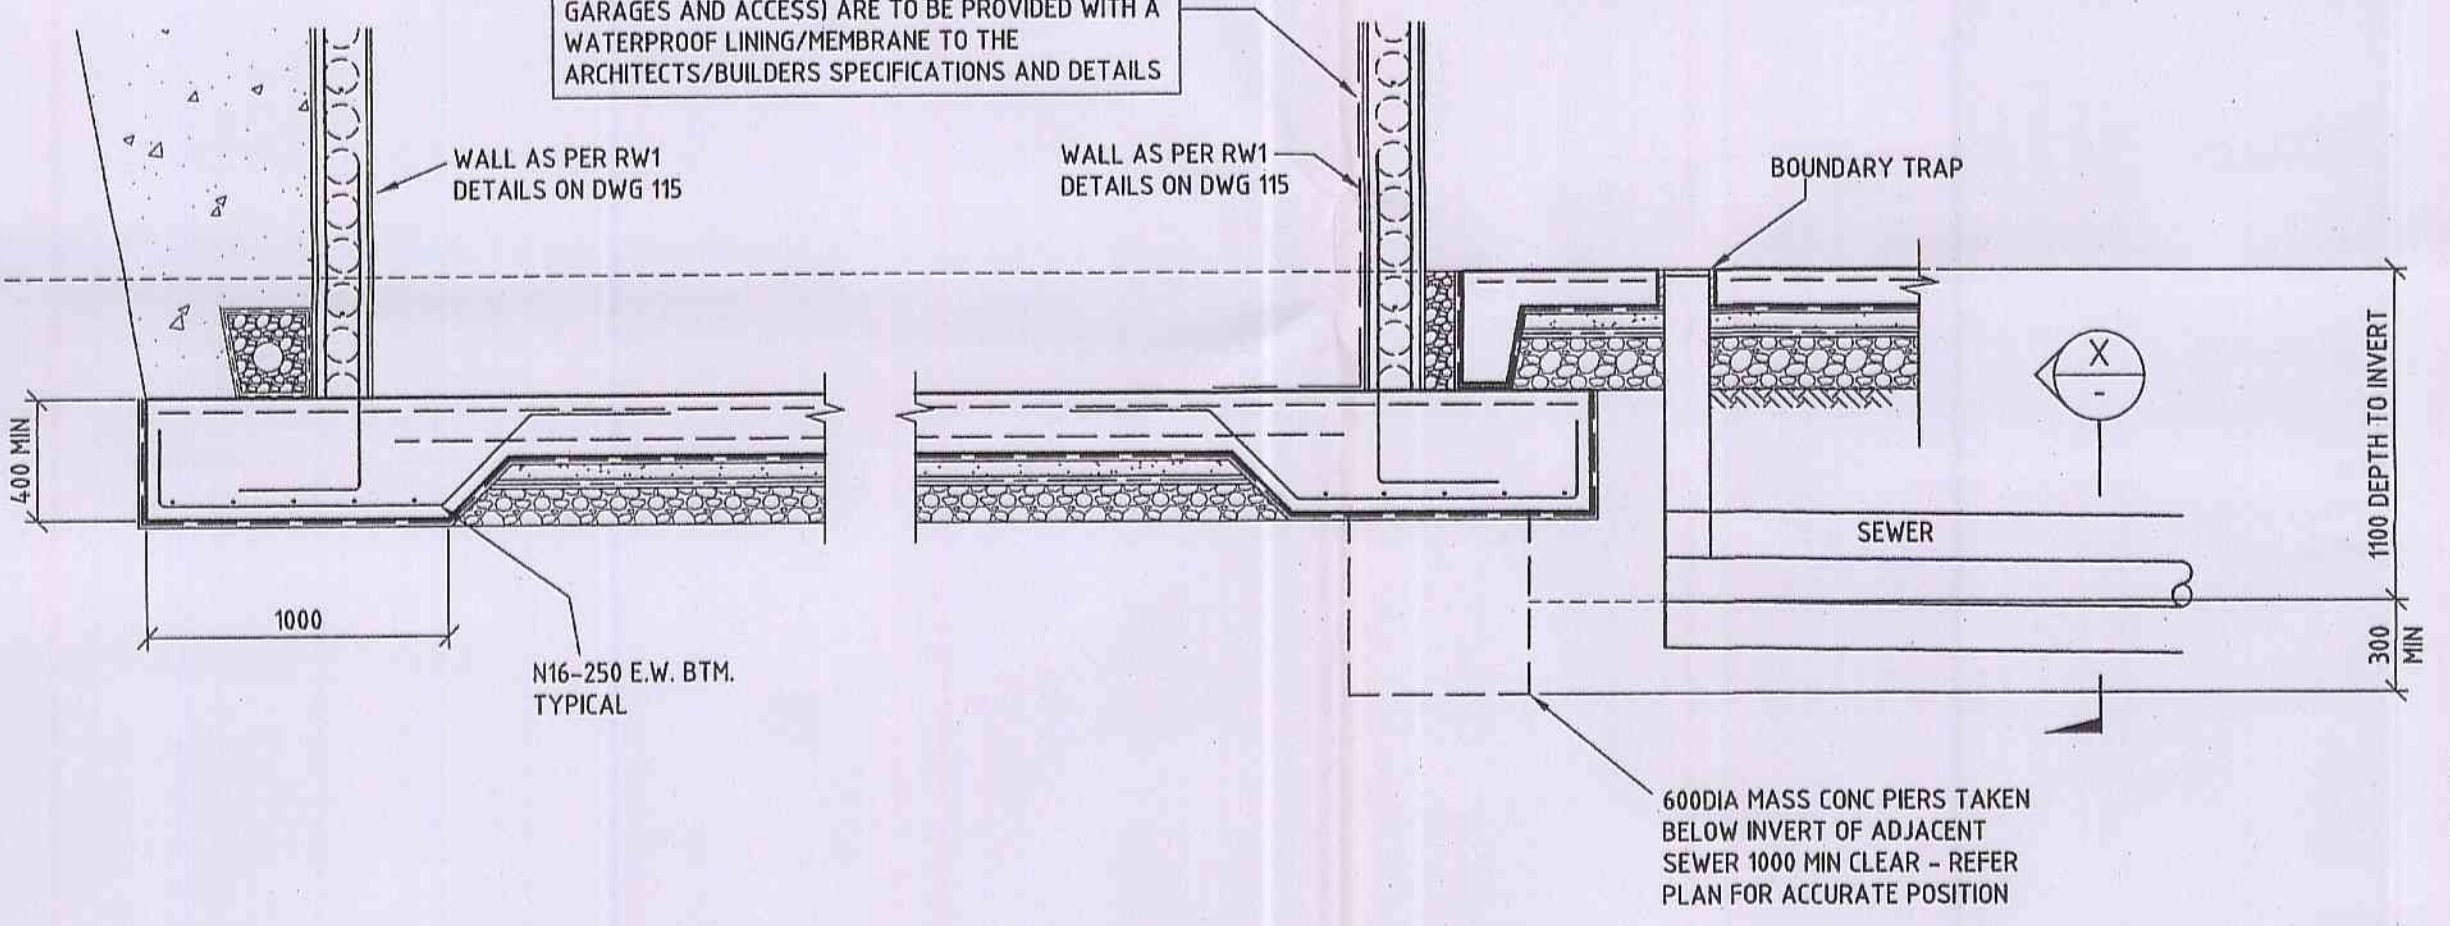 GARAGES AND ACCESS) ARE TO BE PROVIDED WITH A
WATERPROOF LINING/MEMBRANE TO THE
ARCHITECTS/BUILDERS SPECIFICATIONS AND DETAILS
WALL AS PER RW1
DETAILS ON DWG 115
WALL AS PER RW1
DETAILS ON DWG 115
BOUNDARY TRAP
X
-
400 MIN
1000
N16-250 E.W. BTM.
TYPICAL
SEWER
1100 DEPTH TO INVERT
300
MIN
600DIA MASS CONC PIERS TAKEN
BELOW INVERT OF ADJACENT
SEWER 1000 MIN CLEAR - REFER
PLAN FOR ACCURATE POSITION